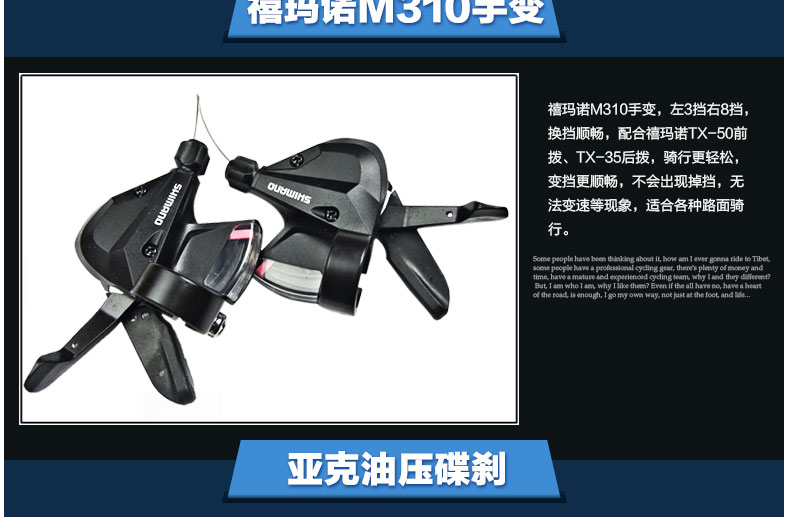 禧玛诺M310手变
SHIMANO
SHIMANO
禧玛诺M310手变，左3挡右8挡，
换挡顺畅，配合禧玛诺TX-50前
拨、TX-35后拨，骑行更轻松，
变挡更顺畅，不会出现掉挡，无
法变速等现象，适合各种路面骑
行。
Some people have been thinking about it, how am I ever gonna ride to Tibet,
some people have a professional cycling gear, there's plenty of money and
time, have a mature and experienced cycling team, why I and they different?
But, I am who I am, why I like them? Even if the all have no, have a heart
of the road, is enough, I go my own way, not just at the foot, and life...
亚克油压碟刹